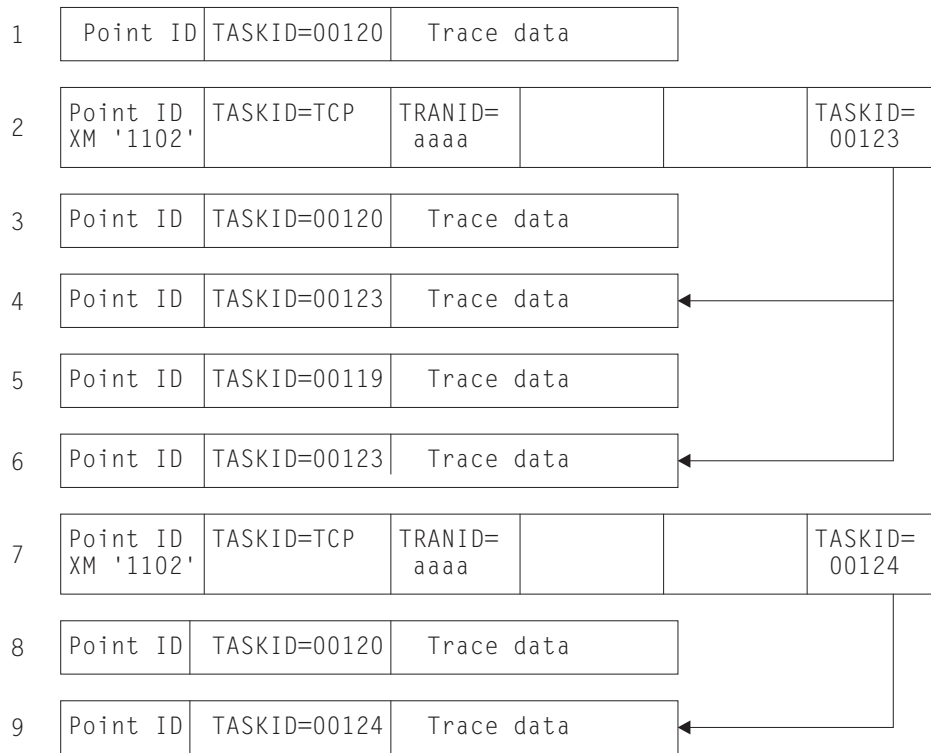 1 Point ID TASKID=00120 Trace data
2 Point ID TASKID=TCP TRANID= TASKID=
XM '1102' aaaa 00123
3 Point ID TASKID=00120 Trace data
4 Point ID TASKID=00123 Trace data
5 Point ID TASKID=00119 Trace data
6 Point ID TASKID=00123 Trace data
7 Point ID TASKID=TCP TRANID= TASKID=
XM '1102' aaaa 00124
8 Point ID TASKID=00120 Trace data
9 Point ID TASKID=00124 Trace data